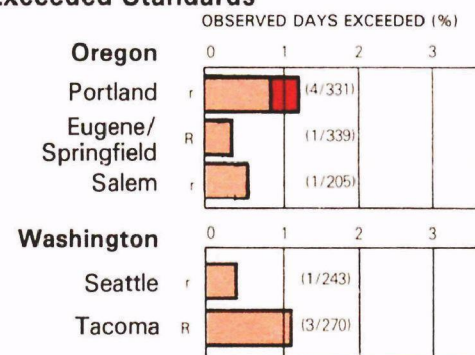 Exceeded Standards
OBSERVED DAYS EXCEEDED (%)
Oregon 0 1 2 3
Portland r (4/331)
Eugene/
Springfield R (1/339)
Salem r (1/205)
Washington 0 1 2 3
Seattle r (1/243)
Tacoma R (3/270)